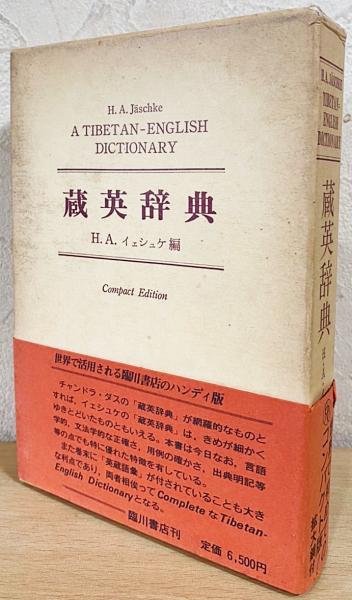 H. A. Jäschke
A TIBETAN-ENGLISH
DICTIONARY
蔵英辞典
H. A. イェシュケ編
Compact Edition
世界で活用される臨川書店のハンディ版
チャンドラ・ダスの「蔵英辞典」が網羅的なものと
すれば、イェシュケの「蔵英辞典」は、きめが細かく
ゆきとどいたものともいえる。本書は今日なお、言語
学的、文法学的な正確さ、用例の確かさ、出典明記等
等の点でも特に優れた特徴を有している。
また巻末に「英蔵語彙」が付されていることも大き
な利点であり、両者相俟ってCompleteなTibetan-
English Dictionaryとなる。
臨川書店刊
定価 6,500円
H. A. Jäschke
TIBETAN-
ENGLISH
DICTIONARY
蔵英辞典